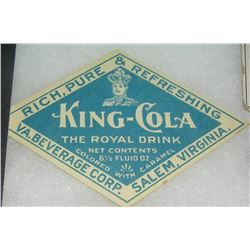 RICH, PURE & REFRESHING
KING-COLA
THE ROYAL DRINK
NET CONTENTS
6½ FLUID OZ
COLORED WITH CARAMEL
VA. BEVERAGE CORP. SALEM, VIRGINIA.